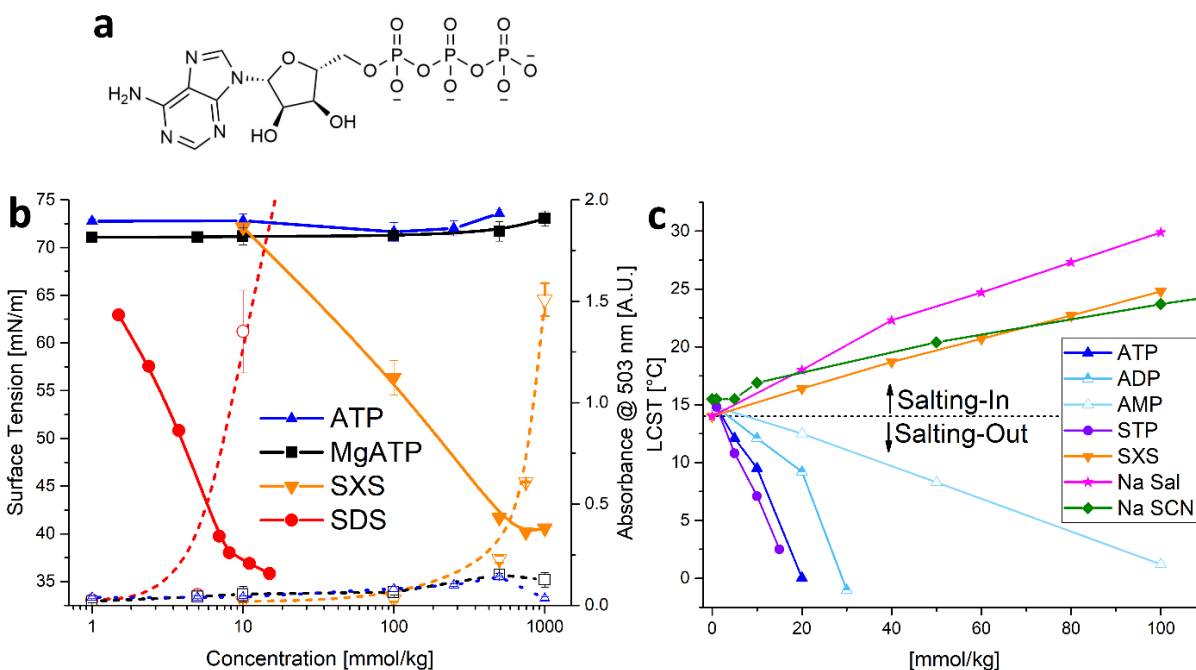 a
NH₂
N
N
N
N
O
HO
OH
O
O
P
O⁻
O
O
P
O⁻
O
O
P
O⁻
O⁻
b
Surface Tension [mN/m]
75
70
65
60
55
50
45
40
35
1
10
100
1000
Concentration [mmol/kg]
2.0
1.5
1.0
0.5
0.0
Absorbance @ 503 nm [A.U.]
ATP
MgATP
SXS
SDS
c
LCST [°C]
30
25
20
15
10
5
0
0
20
40
60
80
100
[mmol/kg]
Salting-In
Salting-Out
ATP
ADP
AMP
STP
SXS
Na Sal
Na SCN